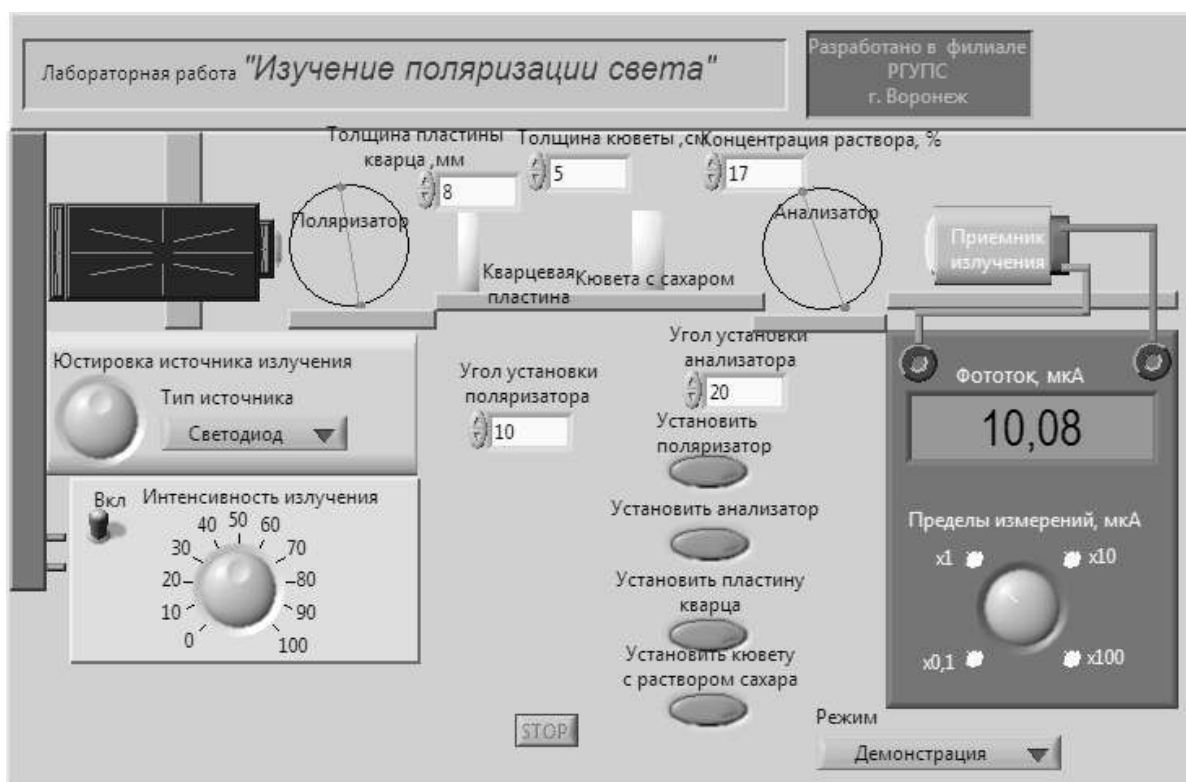 Лабораторная работа "Изучение поляризации света"
Разработано в филиале
РГУПС
г. Воронеж
Толщина пластины
кварца ,мм
8
Толщина кюветы ,см
5
Концентрация раствора, %
17
Поляризатор
Кварцевая
пластина
Кювета с сахаром
Анализатор
Приемник
излучения
Юстировка источника излучения
Тип источника
Светодиод
Угол установки
поляризатора
10
Угол установки
анализатора
20
Установить
поляризатор
Установить анализатор
Установить пластину
кварца
Установить кювету
с раствором сахара
Вкл
Интенсивность излучения
0
10
20
30
40
50
60
70
80
90
100
STOP
Фототок, мкА
10,08
Пределы измерений, мкА
x1
x10
x0,1
x100
Режим
Демонстрация